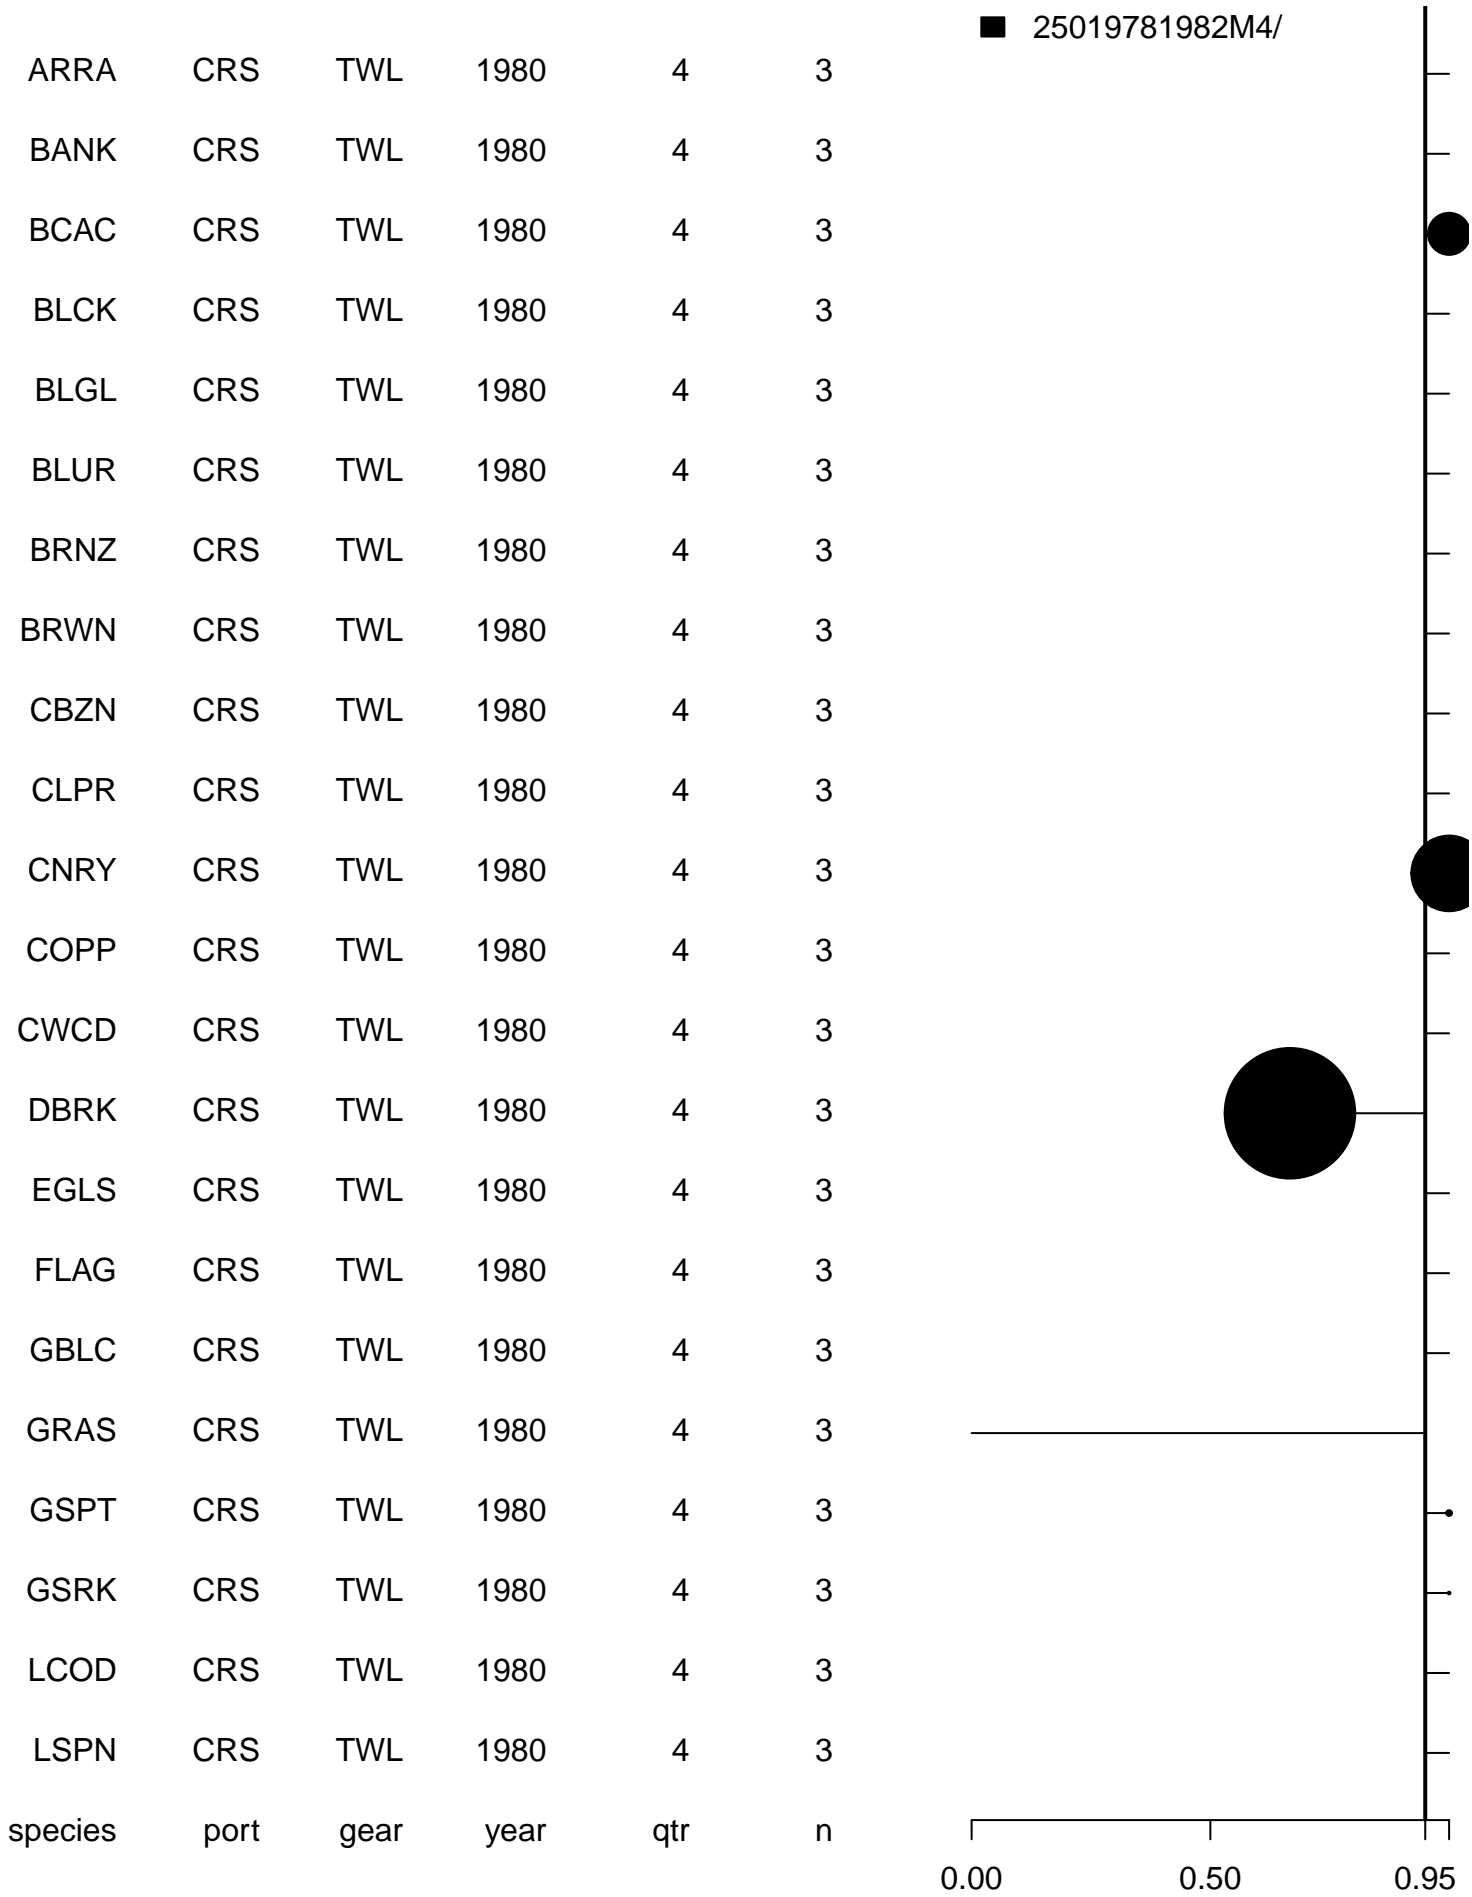 25019781982M4/
ARRA CRS TWL 1980 4 3
BANK CRS TWL 1980 4 3
BCAC CRS TWL 1980 4 3
BLCK CRS TWL 1980 4 3
BLGL CRS TWL 1980 4 3
BLUR CRS TWL 1980 4 3
BRNZ CRS TWL 1980 4 3
BRWN CRS TWL 1980 4 3
CBZN CRS TWL 1980 4 3
CLPR CRS TWL 1980 4 3
CNRY CRS TWL 1980 4 3
COPP CRS TWL 1980 4 3
CWCD CRS TWL 1980 4 3
DBRK CRS TWL 1980 4 3
EGLS CRS TWL 1980 4 3
FLAG CRS TWL 1980 4 3
GBLC CRS TWL 1980 4 3
GRAS CRS TWL 1980 4 3
GSPT CRS TWL 1980 4 3
GSRK CRS TWL 1980 4 3
LCOD CRS TWL 1980 4 3
LSPN CRS TWL 1980 4 3
species port gear year qtr n
0.00 0.50 0.95